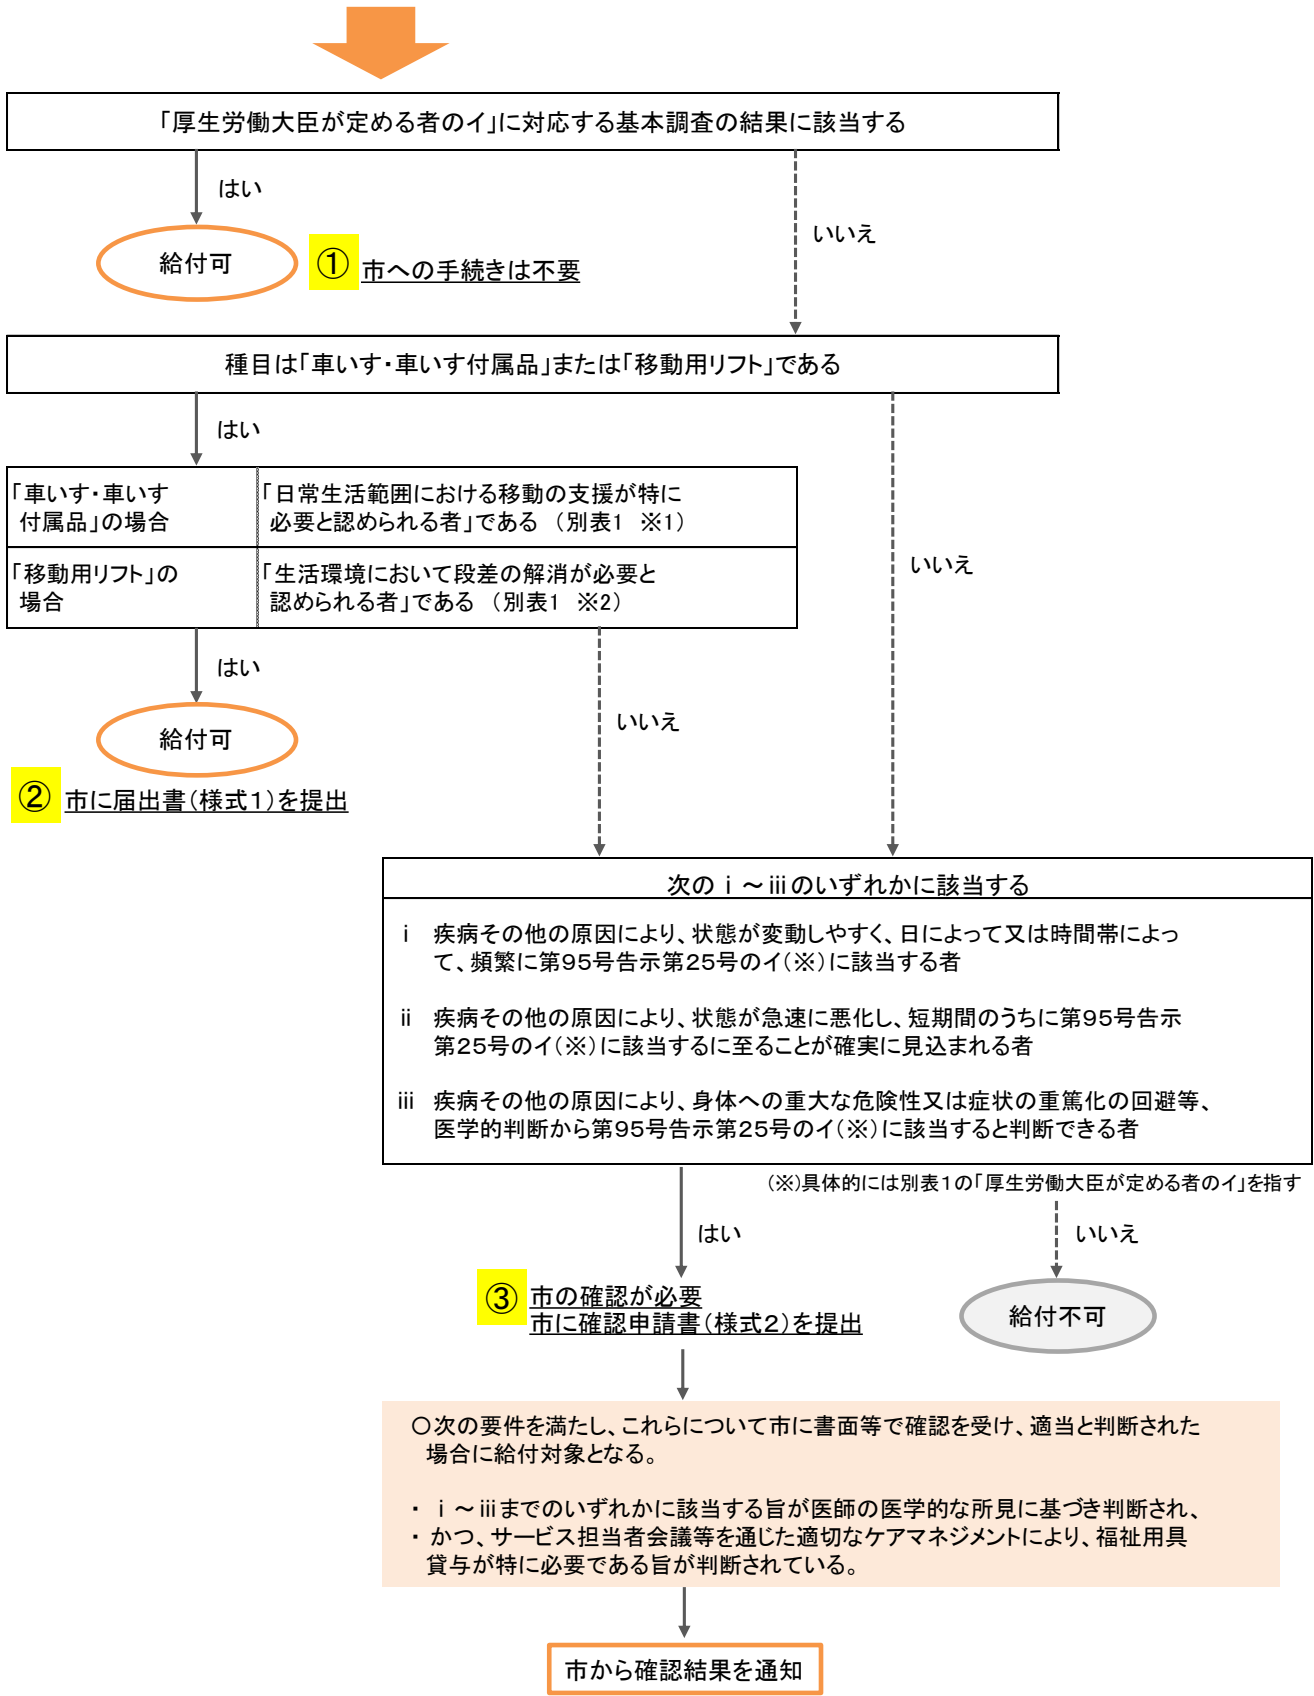 「厚生労働大臣が定める者のイ」に対応する基本調査の結果に該当する
はい
いいえ
給付可
① 市への手続きは不要
種目は「車いす・車いす付属品」または「移動用リフト」である
はい
いいえ
「車いす・車いす
付属品」の場合
「日常生活範囲における移動の支援が特に
必要と認められる者」である （別表1 ※1）
「移動用リフト」の
場合
「生活環境において段差の解消が必要と
認められる者」である （別表1 ※2）
はい
いいえ
給付可
② 市に届出書（様式１）を提出
次のⅰ～ⅲのいずれかに該当する
ⅰ 疾病その他の原因により、状態が変動しやすく、日によって又は時間帯によっ
て、頻繁に第９５号告示第２５号のイ（※）に該当する者
ⅱ 疾病その他の原因により、状態が急速に悪化し、短期間のうちに第９５号告示
第２５号のイ（※）に該当するに至ることが確実に見込まれる者
ⅲ 疾病その他の原因により、身体への重大な危険性又は症状の重篤化の回避等、
医学的判断から第９５号告示第２５号のイ（※）に該当すると判断できる者
（※）具体的には別表１の「厚生労働大臣が定める者のイ」を指す
はい
いいえ
③ 市の確認が必要
市に確認申請書（様式２）を提出
給付不可
〇次の要件を満たし、これらについて市に書面等で確認を受け、適当と判断された
場合に給付対象となる。
・ ⅰ～ⅲまでのいずれかに該当する旨が医師の医学的な所見に基づき判断され、
・ かつ、サービス担当者会議等を通じた適切なケアマネジメントにより、福祉用具
貸与が特に必要である旨が判断されている。
市から確認結果を通知